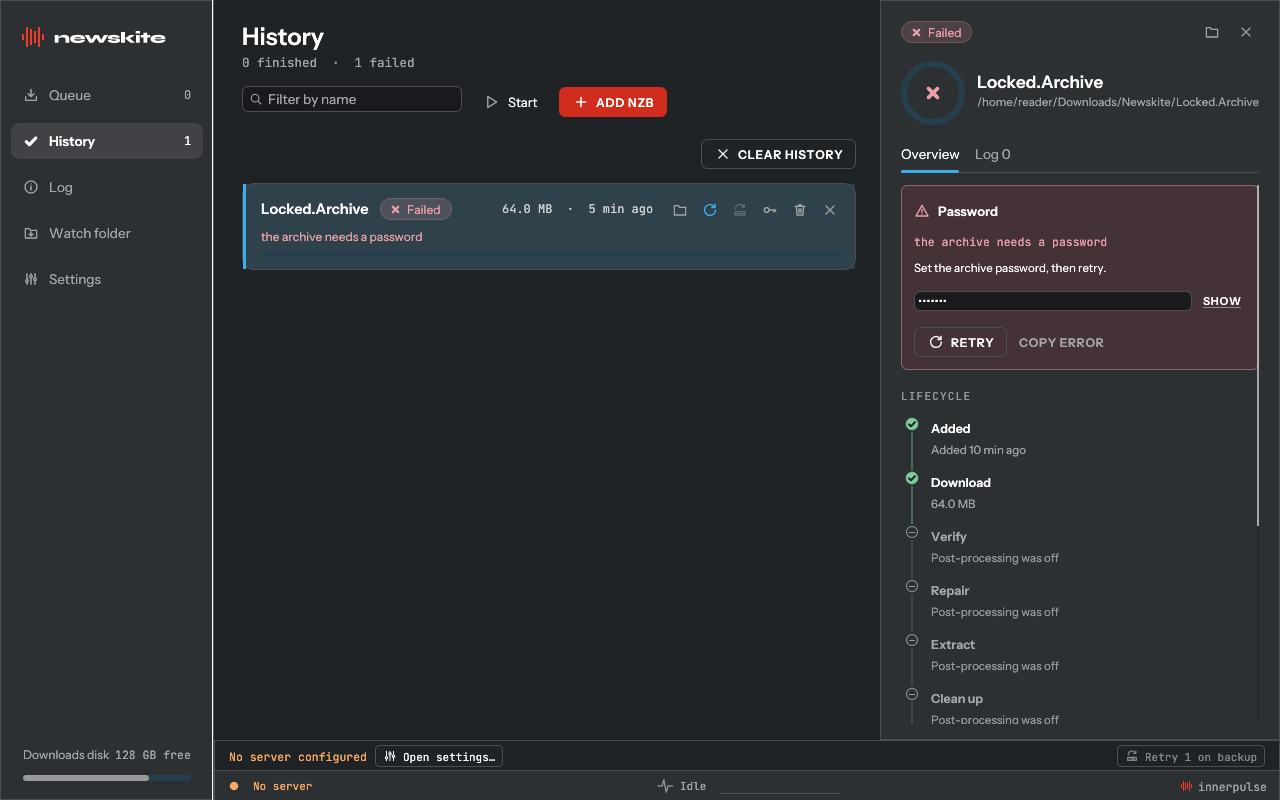 newskite
Queue 0
History 1
Log
Watch folder
Settings
Downloads disk 128 GB free
History
0 finished · 1 failed
Filter by name
Start
ADD NZB
CLEAR HISTORY
Locked.Archive Failed 64.0 MB · 5 min ago
the archive needs a password
Failed
Locked.Archive
/home/reader/Downloads/Newskite/Locked.Archive
Overview Log 0
Password
the archive needs a password
Set the archive password, then retry.
SHOW
RETRY COPY ERROR
LIFECYCLE
Added
Added 10 min ago
Download
64.0 MB
Verify
Post-processing was off
Repair
Post-processing was off
Extract
Post-processing was off
Clean up
Post-processing was off
No server configured Open settings… Retry 1 on backup
No server Idle innerpulse